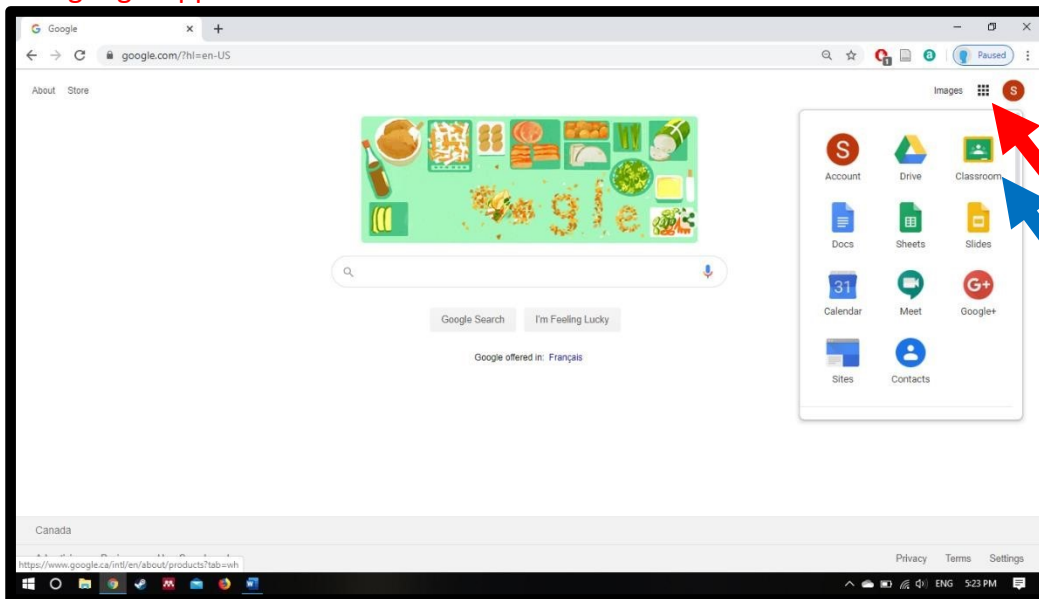 Google
google.com/?hl=en-US
Paused
About Store
Images
S
S
Account Drive Classroom
Docs Sheets Slides
31
G+
Calendar Meet Google+
Sites Contacts
gle
Google Search I'm Feeling Lucky
Google offered in: Français
Canada
Privacy Terms Settings
https://www.google.ca/intl/en/about/products?tab=wh
ENG 5:23 PM